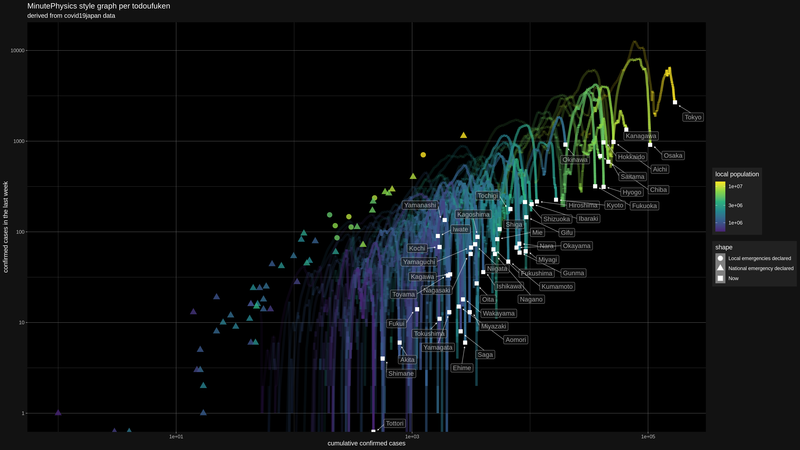 MinutePhysics style graph per todoufuken
derived from covid19japan data
confirmed cases in the last week
10000
1000
100
10
1
1e+01
1e+03
1e+05
cumulative confirmed cases
Tokyo
Kanagawa
Osaka
Okinawa
Hokkaido
Aichi
Saitama
Chiba
Hyogo
Fukuoka
Kyoto
Hiroshima
Ibaraki
Shizuoka
Tochigi
Gifu
Yamanashi
Kagoshima
Shiga
Iwate
Mie
Kochi
Nara
Okayama
Miyagi
Yamaguchi
Niigata
Fukushima
Gunma
Kagawa
Nagasaki
Ishikawa
Kumamoto
Toyama
Oita
Nagano
Wakayama
Fukui
Miyazaki
Tokushima
Aomori
Yamagata
Saga
Akita
Ehime
Shimane
Tottori
local population
1e+07
3e+06
1e+06
shape
Local emergencies declared
National emergency declared
Now